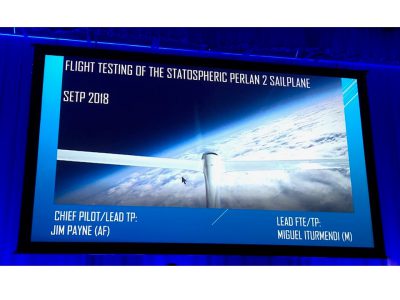 FLIGHT TESTING OF THE STATOSPHERIC PERLAN 2 SAILPLANE
SETP 2018
CHIEF PILOT/LEAD TP:
JIM PAYNE (AF)
LEAD FTE/TP:
MIGUEL ITURMENDI (M)